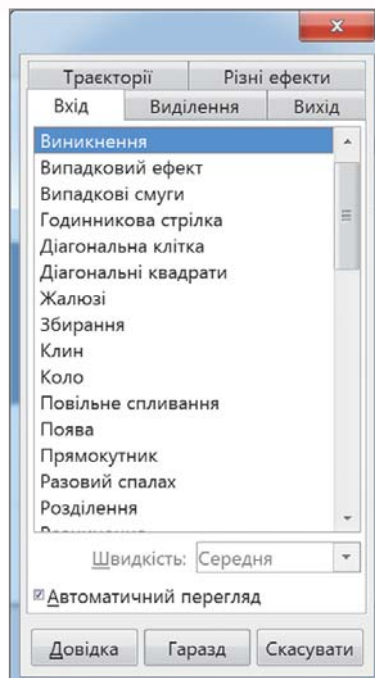 Траєкторії Різні ефекти
Вхід Виділення Вихід
Виникнення
Випадковий ефект
Випадкові смуги
Годинникова стрілка
Діагональна клітка
Діагональні квадрати
Жалюзі
Збирання
Клин
Коло
Повільне спливання
Поява
Прямокутник
Разовий спалах
Розділення
Швидкість: Середня
Автоматичний перегляд
Довідка Гаразд Скасувати